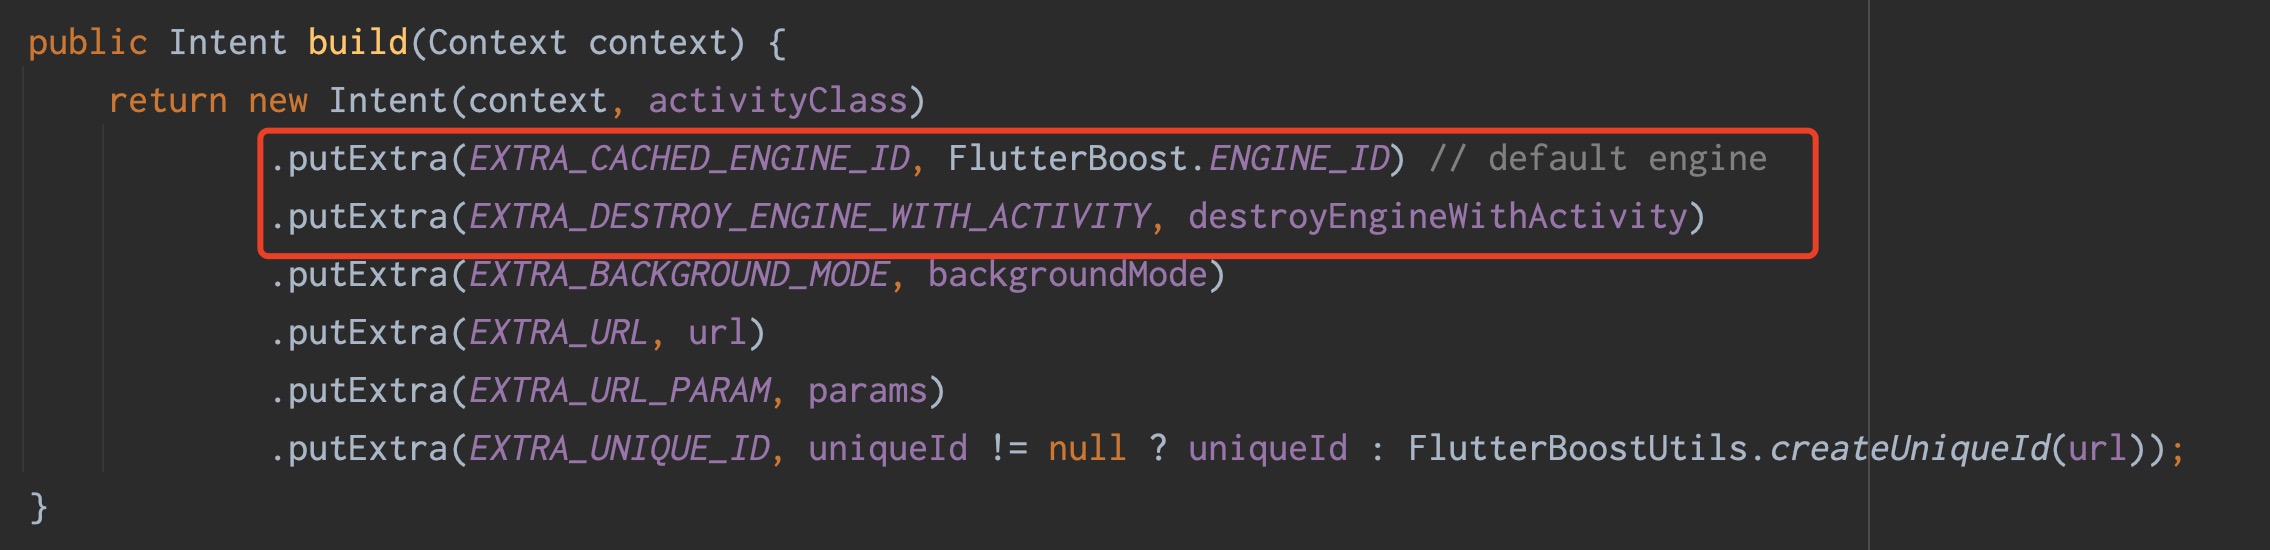 public Intent build(Context context) {
return new Intent(context, activityClass)
.putExtra(EXTRA_CACHED_ENGINE_ID, FlutterBoost.ENGINE_ID) // default engine
.putExtra(EXTRA_DESTROY_ENGINE_WITH_ACTIVITY, destroyEngineWithActivity)
.putExtra(EXTRA_BACKGROUND_MODE, backgroundMode)
.putExtra(EXTRA_URL, url)
.putExtra(EXTRA_URL_PARAM, params)
.putExtra(EXTRA_UNIQUE_ID, uniqueId != null ? uniqueId : FlutterBoostUtils.createUniqueId(url));
}